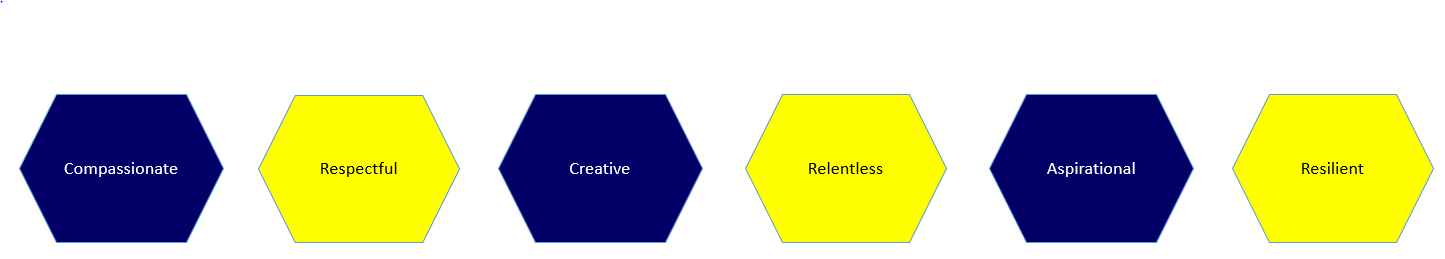 Compassionate
Respectful
Creative
Relentless
Aspirational
Resilient